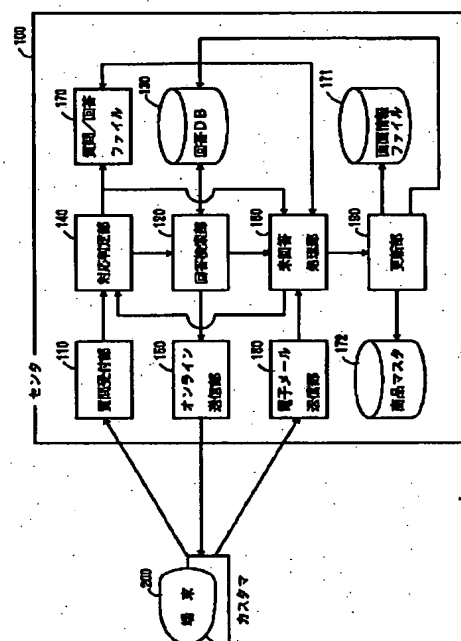 100
センタ
110
質問受付部
140
対応判定部
170
質問/回答
ファイル
150
オンライン
送信部
120
回答検索部
130
回答DB
電子メール
送信部
未回答
処理部
172
商品マスタ
190
更新部
171
画面情報
ファイル
200
端末
カスタマ